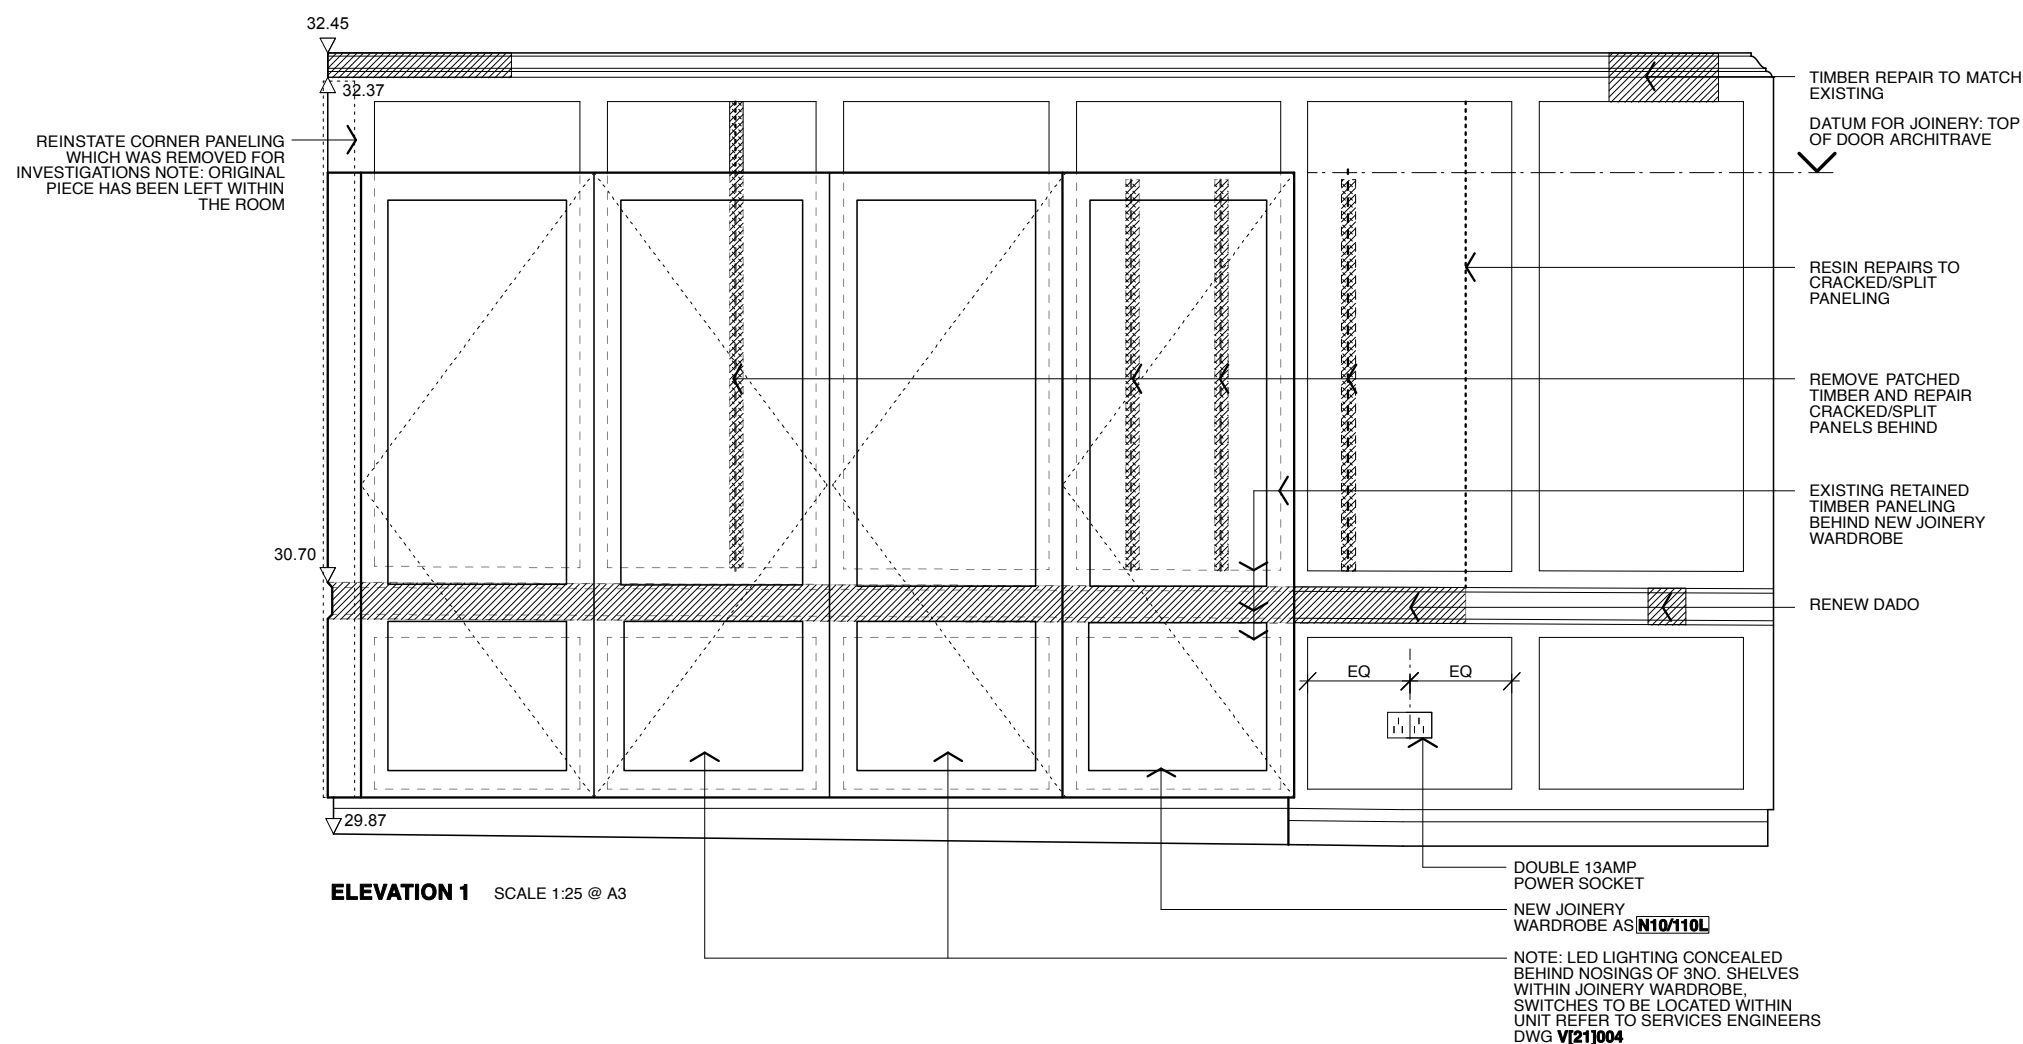 32.45
32.37
TIMBER REPAIR TO MATCH
EXISTING
DATUM FOR JOINERY: TOP
OF DOOR ARCHITRAVE
REINSTATE CORNER PANELING
WHICH WAS REMOVED FOR
INVESTIGATIONS NOTE: ORIGINAL
PIECE HAS BEEN LEFT WITHIN
THE ROOM
RESIN REPAIRS TO
CRACKED/SPLIT
PANELING
REMOVE PATCHED
TIMBER AND REPAIR
CRACKED/SPLIT
PANELS BEHIND
EXISTING RETAINED
TIMBER PANELING
BEHIND NEW JOINERY
WARDROBE
30.70
RENEW DADO
EQ EQ
29.87
DOUBLE 13AMP
POWER SOCKET
ELEVATION 1 SCALE 1:25 @ A3
NEW JOINERY
WARDROBE AS N10/110L
NOTE: LED LIGHTING CONCEALED
BEHIND NOSINGS OF 3NO. SHELVES
WITHIN JOINERY WARDROBE,
SWITCHES TO BE LOCATED WITHIN
UNIT REFER TO SERVICES ENGINEERS
DWG V[21]004